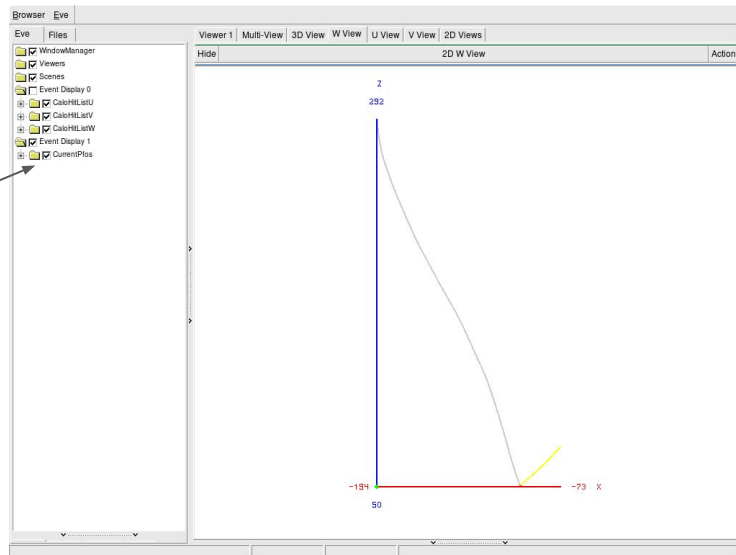 Browser Eve
Eve Files
WindowManager
Viewers
Scenes
Event Display 0
CaloHitListU
CaloHitListV
CaloHitListW
Event Display 1
CurrentPfos
Viewer 1 Multi-View 3D View W View U View V View 2D Views
Hide 2D W View Action
Z
292
-194 -73 X
50